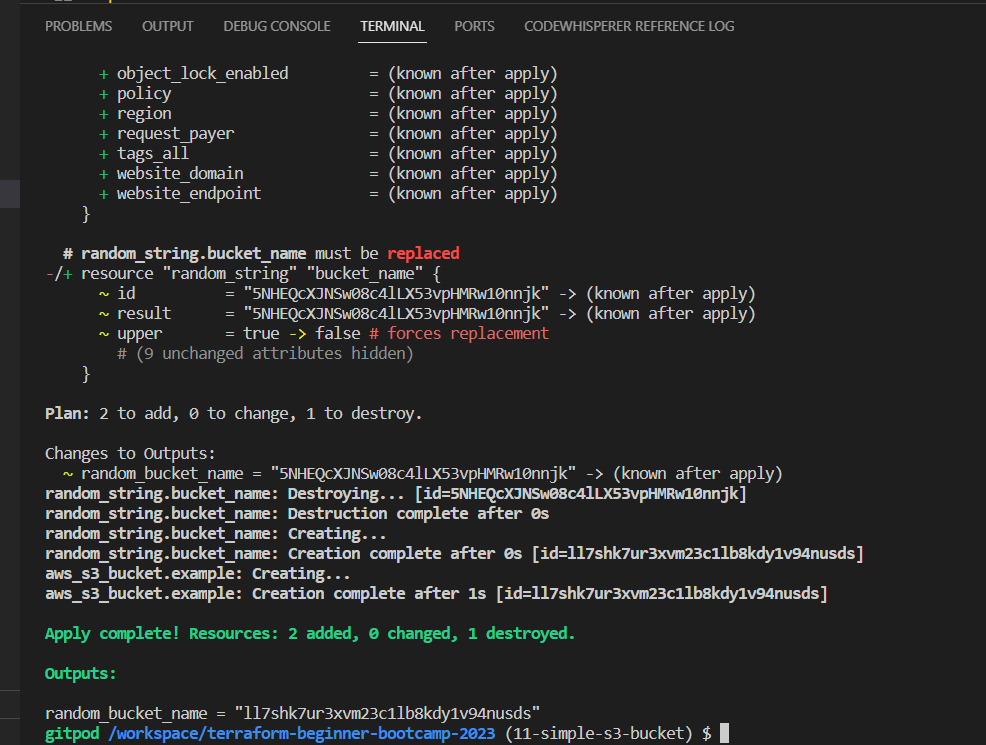 PROBLEMS OUTPUT DEBUG CONSOLE TERMINAL PORTS CODEWHISPERER REFERENCE LOG
+ object_lock_enabled = (known after apply)
+ policy = (known after apply)
+ region = (known after apply)
+ request_payer = (known after apply)
+ tags_all = (known after apply)
+ website_domain = (known after apply)
+ website_endpoint = (known after apply)
}
# random_string.bucket_name must be replaced
-/+ resource "random_string" "bucket_name" {
~ id = "5NHEQcXJNSw08c4lLX53vpHMRw10nnjk" -> (known after apply)
~ result = "5NHEQcXJNSw08c4lLX53vpHMRw10nnjk" -> (known after apply)
~ upper = true -> false # forces replacement
# (9 unchanged attributes hidden)
}
Plan: 2 to add, 0 to change, 1 to destroy.
Changes to Outputs:
~ random_bucket_name = "5NHEQcXJNSw08c4lLX53vpHMRw10nnjk" -> (known after apply)
random_string.bucket_name: Destroying... [id=5NHEQcXJNSw08c4lLX53vpHMRw10nnjk]
random_string.bucket_name: Destruction complete after 0s
random_string.bucket_name: Creating...
random_string.bucket_name: Creation complete after 0s [id=ll7shk7ur3xvm23c1lb8kdy1v94nusds]
aws_s3_bucket.example: Creating...
aws_s3_bucket.example: Creation complete after 1s [id=ll7shk7ur3xvm23c1lb8kdy1v94nusds]
Apply complete! Resources: 2 added, 0 changed, 1 destroyed.
Outputs:
random_bucket_name = "ll7shk7ur3xvm23c1lb8kdy1v94nusds"
gitpod /workspace/terraform-beginner-bootcamp-2023 (11-simple-s3-bucket) $